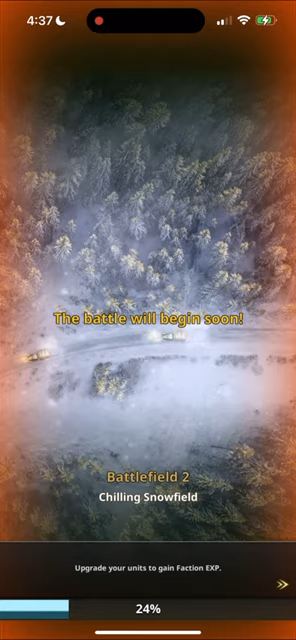 4:37
The battle will begin soon!
Battlefield 2
Chilling Snowfield
Upgrade your units to gain Faction EXP.
24%